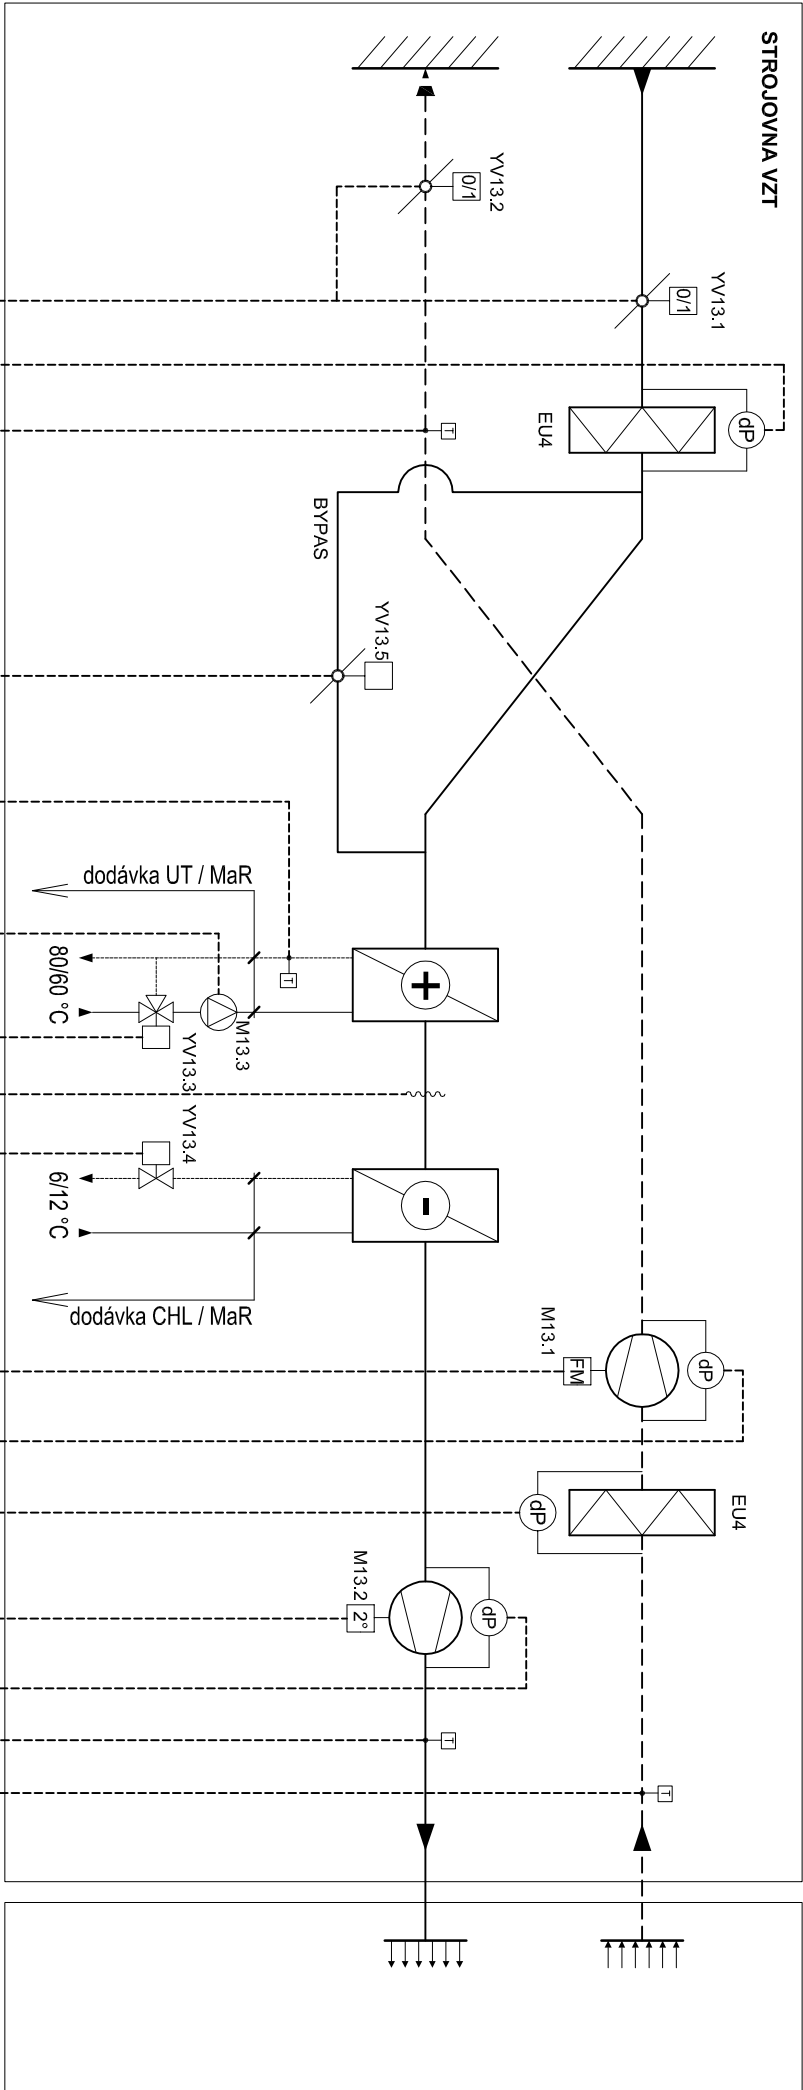 STROJOVNA VZT
YV13.2
0/1
YV13.1
0/1
dP
EU4
T
BYPAS
YV13.5
dodávka UT / MaR
80/60 °C
T
+
M13.3
YV13.3
YV13.4
6/12 °C
-
dodávka CHL / MaR
M13.1
FM
dP
EU4
dP
M13.2
2°
dP
T
T